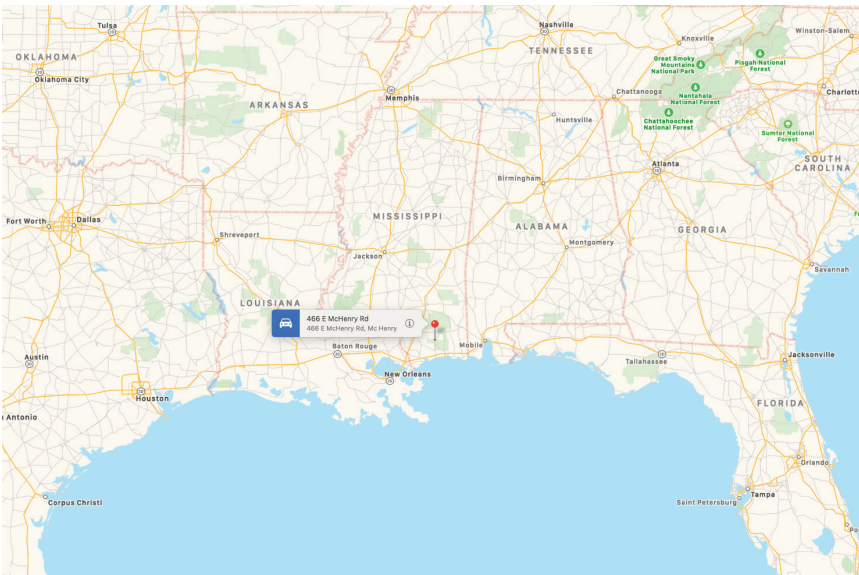 Tulsa
Nashville
Knoxville
Winston-Salem
OKLAHOMA
TENNESSEE
Great Smoky
Mountains
National Park
Pisgah National
Forest
Oklahoma City
Chattanooga
Nantahala
National Forest
Charlotte
Memphis
ARKANSAS
Huntsville
Chattahoochee
National Forest
Sumter National
Forest
Atlanta
SOUTH
CAROLINA
Birmingham
Fort Worth
Dallas
MISSISSIPPI
ALABAMA
GEORGIA
Shreveport
Jackson
Montgomery
Savannah
LOUISIANA
466 E McHenry Rd
466 E McHenry Rd, Mc Henry
Baton Rouge
Mobile
Austin
Tallahassee
Jacksonville
New Orleans
Houston
FLORIDA
n Antonio
Orlando
Corpus Christi
Saint Petersburg
Tampa